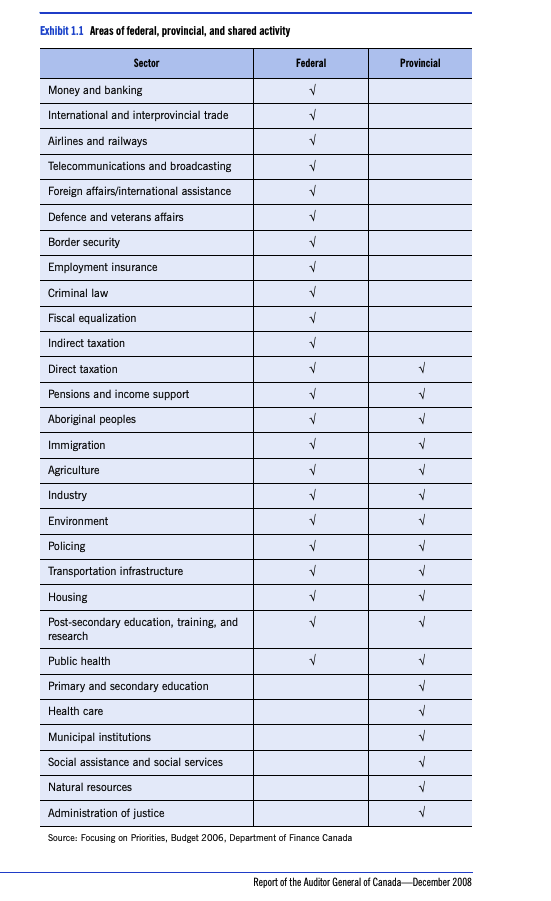 Exhibit 1.1 Areas of federal, provincial, and shared activity
Sector Federal Provincial
Money and banking √
International and interprovincial trade √
Airlines and railways √
Telecommunications and broadcasting √
Foreign affairs/international assistance √
Defence and veterans affairs √
Border security √
Employment insurance √
Criminal law √
Fiscal equalization √
Indirect taxation √
Direct taxation √ √
Pensions and income support √ √
Aboriginal peoples √ √
Immigration √ √
Agriculture √ √
Industry √ √
Environment √ √
Policing √ √
Transportation infrastructure √ √
Housing √ √
Post-secondary education, training, and √ √
research
Public health √ √
Primary and secondary education √
Health care √
Municipal institutions √
Social assistance and social services √
Natural resources √
Administration of justice √
Source: Focusing on Priorities, Budget 2006, Department of Finance Canada
Report of the Auditor General of Canada—December 2008